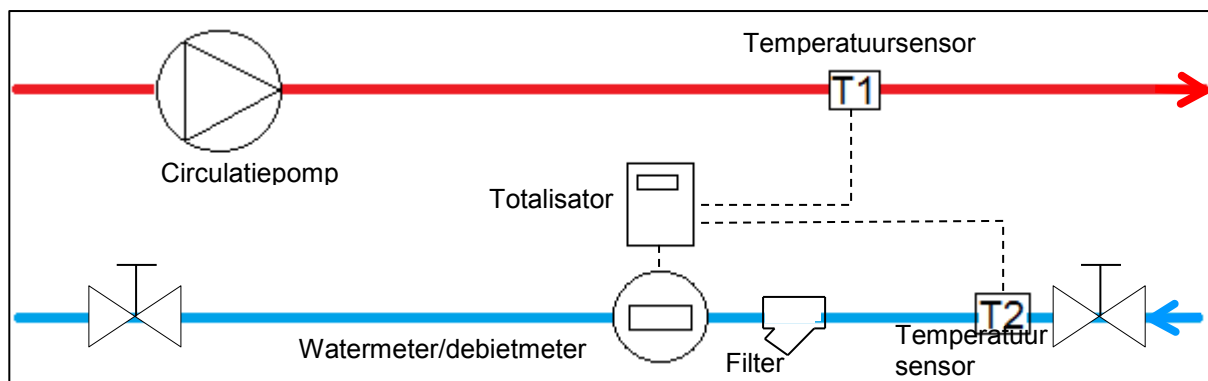 Temperatuursensor
T1
Circulatiepomp
Totalisator
T2
Watermeter/debietmeter
Filter
Temperatuur
sensor